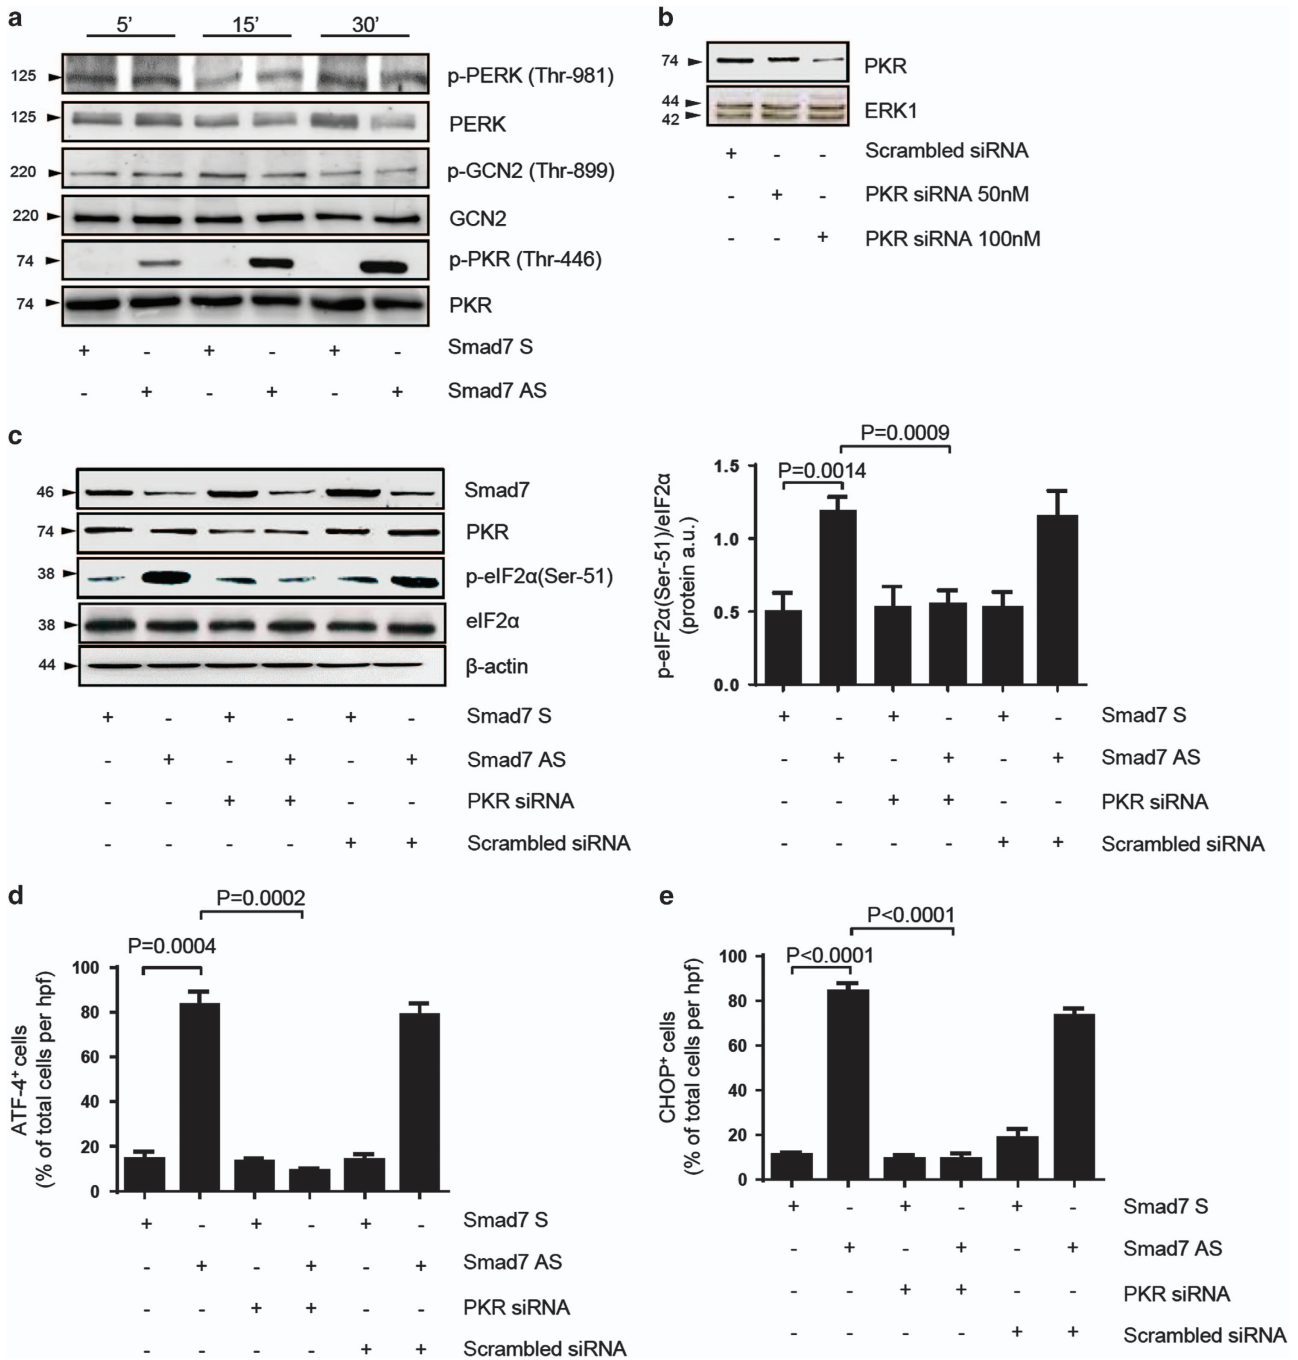 a
5' 15' 30'
125 p-PERK (Thr-981)
125 PERK
220 p-GCN2 (Thr-899)
220 GCN2
74 p-PKR (Thr-446)
74 PKR
+ - + - + - Smad7 S
- + - + - + Smad7 AS
b
74 PKR
44
42
ERK1
+ - - Scrambled siRNA
- + - PKR siRNA 50nM
- - + PKR siRNA 100nM
c
46 Smad7
74 PKR
38 p-eIF2α(Ser-51)
38 eIF2α
44 β-actin
+ - + - + - Smad7 S
- + - + - + Smad7 AS
- - + + - - PKR siRNA
- - - - + + Scrambled siRNA
P=0.0009
P=0.0014
p-eIF2α(Ser-51)/eIF2α
(protein a.u.)
1.5
1.0
0.5
0.0
+ - + - + - Smad7 S
- + - + - + Smad7 AS
- - + + - - PKR siRNA
- - - - + + Scrambled siRNA
d
P=0.0002
P=0.0004
ATF-4+ cells
(% of total cells per hpf)
100
80
60
40
20
0
+ - + - + - Smad7 S
- + - + - + Smad7 AS
- - + + - - PKR siRNA
- - - - + + Scrambled siRNA
e
P<0.0001
P<0.0001
CHOP+ cells
(% of total cells per hpf)
100
80
60
40
20
0
+ - + - + - Smad7 S
- + - + - + Smad7 AS
- - + + - - PKR siRNA
- - - - + + Scrambled siRNA